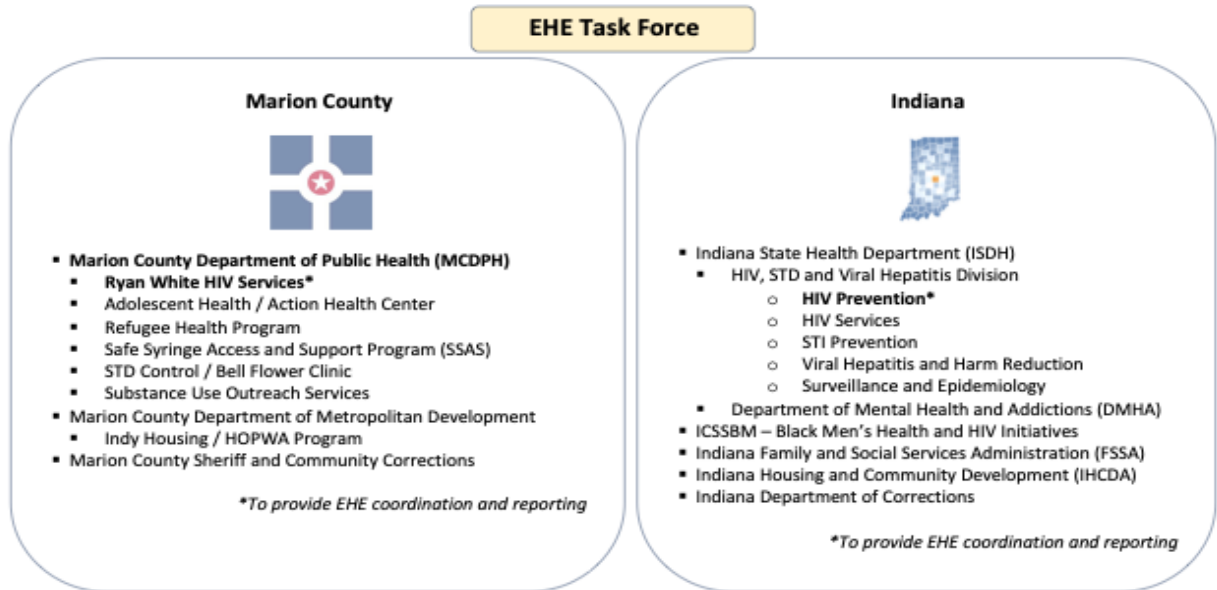 EHE Task Force
Marion County
▪ Marion County Department of Public Health (MCDPH)
▪ Ryan White HIV Services*
▪ Adolescent Health / Action Health Center
▪ Refugee Health Program
▪ Safe Syringe Access and Support Program (SSAS)
▪ STD Control / Bell Flower Clinic
▪ Substance Use Outreach Services
▪ Marion County Department of Metropolitan Development
▪ Indy Housing / HOPWA Program
▪ Marion County Sheriff and Community Corrections
*To provide EHE coordination and reporting
Indiana
▪ Indiana State Health Department (ISDH)
▪ HIV, STD and Viral Hepatitis Division
o HIV Prevention*
o HIV Services
o STI Prevention
o Viral Hepatitis and Harm Reduction
o Surveillance and Epidemiology
▪ Department of Mental Health and Addictions (DMHA)
▪ ICSSBM – Black Men's Health and HIV Initiatives
▪ Indiana Family and Social Services Administration (FSSA)
▪ Indiana Housing and Community Development (IHCDA)
▪ Indiana Department of Corrections
*To provide EHE coordination and reporting